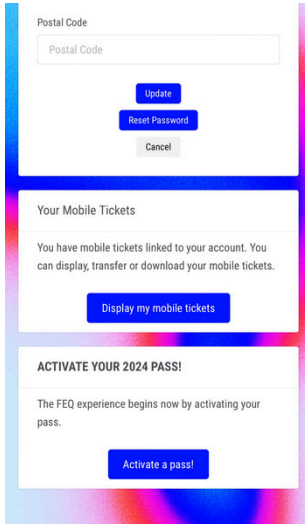 Postal Code
Postal Code
Update
Reset Password
Cancel
Your Mobile Tickets
You have mobile tickets linked to your account. You
can display, transfer or download your mobile tickets.
Display my mobile tickets
ACTIVATE YOUR 2024 PASS!
The FEQ experience begins now by activating your
pass.
Activate a pass!